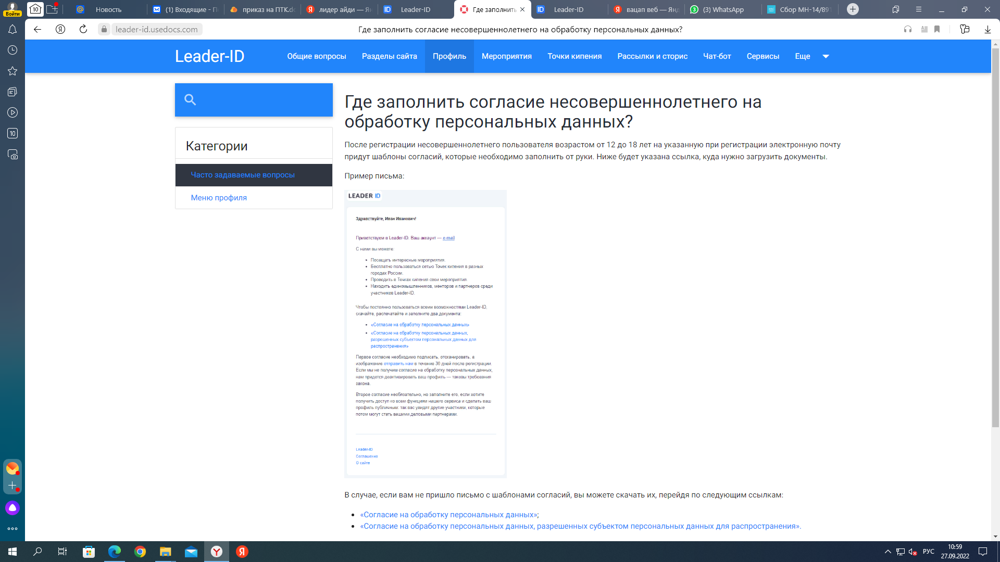 Войти
10
Новость
(1) Входящие - П
приказ на ПТК.do
лидер айди — Ян
Leader-ID
Где заполнить
Leader-ID
вацап веб — Янд
(3) WhatsApp
Сбор МН-14/891
leader-id.usedocs.com
Где заполнить согласие несовершеннолетнего на обработку персональных данных?
10
Leader-ID
Общие вопросы
Разделы сайта
Профиль
Мероприятия
Точки кипения
Рассылки и сторис
Чат-бот
Сервисы
Еще
Категории
Часто задаваемые вопросы
Меню профиля
Где заполнить согласие несовершеннолетнего на
обработку персональных данных?
После регистрации несовершеннолетнего пользователя возрастом от 12 до 18 лет на указанную при регистрации электронную почту
придут шаблоны согласий, которые необходимо заполнить от руки. Ниже будет указана ссылка, куда нужно загрузить документы.
Пример письма:
LEADER ID
Здравствуйте, Иван Иванович!
Приветствуем в Leader-ID. Ваш аккаунт — e-mail
С нами вы можете:
• Посещать интересные мероприятия.
• Бесплатно пользоваться сетью Точек кипения в разных
городах России.
• Проводить в Точках кипения свои мероприятия.
• Находить единомышленников, менторов и партнеров среди
участников Leader-ID.
Чтобы постоянно пользоваться всеми возможностями Leader-ID,
скачайте, распечатайте и заполните два документа:
• «Согласие на обработку персональных данных»
• «Согласие на обработку персональных данных,
разрешенных субъектом персональных данных для
распространения»
Первое согласие необходимо подписать, отсканировать, а
изображение отправить нам в течение 30 дней после регистрации.
Если мы не получим согласие на обработку персональных данных,
нам придется деактивировать ваш профиль — таковы требования
закона.
Второе согласие необязательно, но заполните его, если хотите
получить доступ ко всем функциям нашего сервиса и сделать ваш
профиль публичным: так вас увидят другие участники, которые
потом могут стать вашими деловыми партнерами.
Leader-ID
Соглашение
О сайте
В случае, если вам не пришло письмо с шаблонами согласий, вы можете скачать их, перейдя по следующим ссылкам:
• «Согласие на обработку персональных данных»;
• «Согласие на обработку персональных данных, разрешенных субъектом персональных данных для распространения».
РУС
10:59
27.09.2022